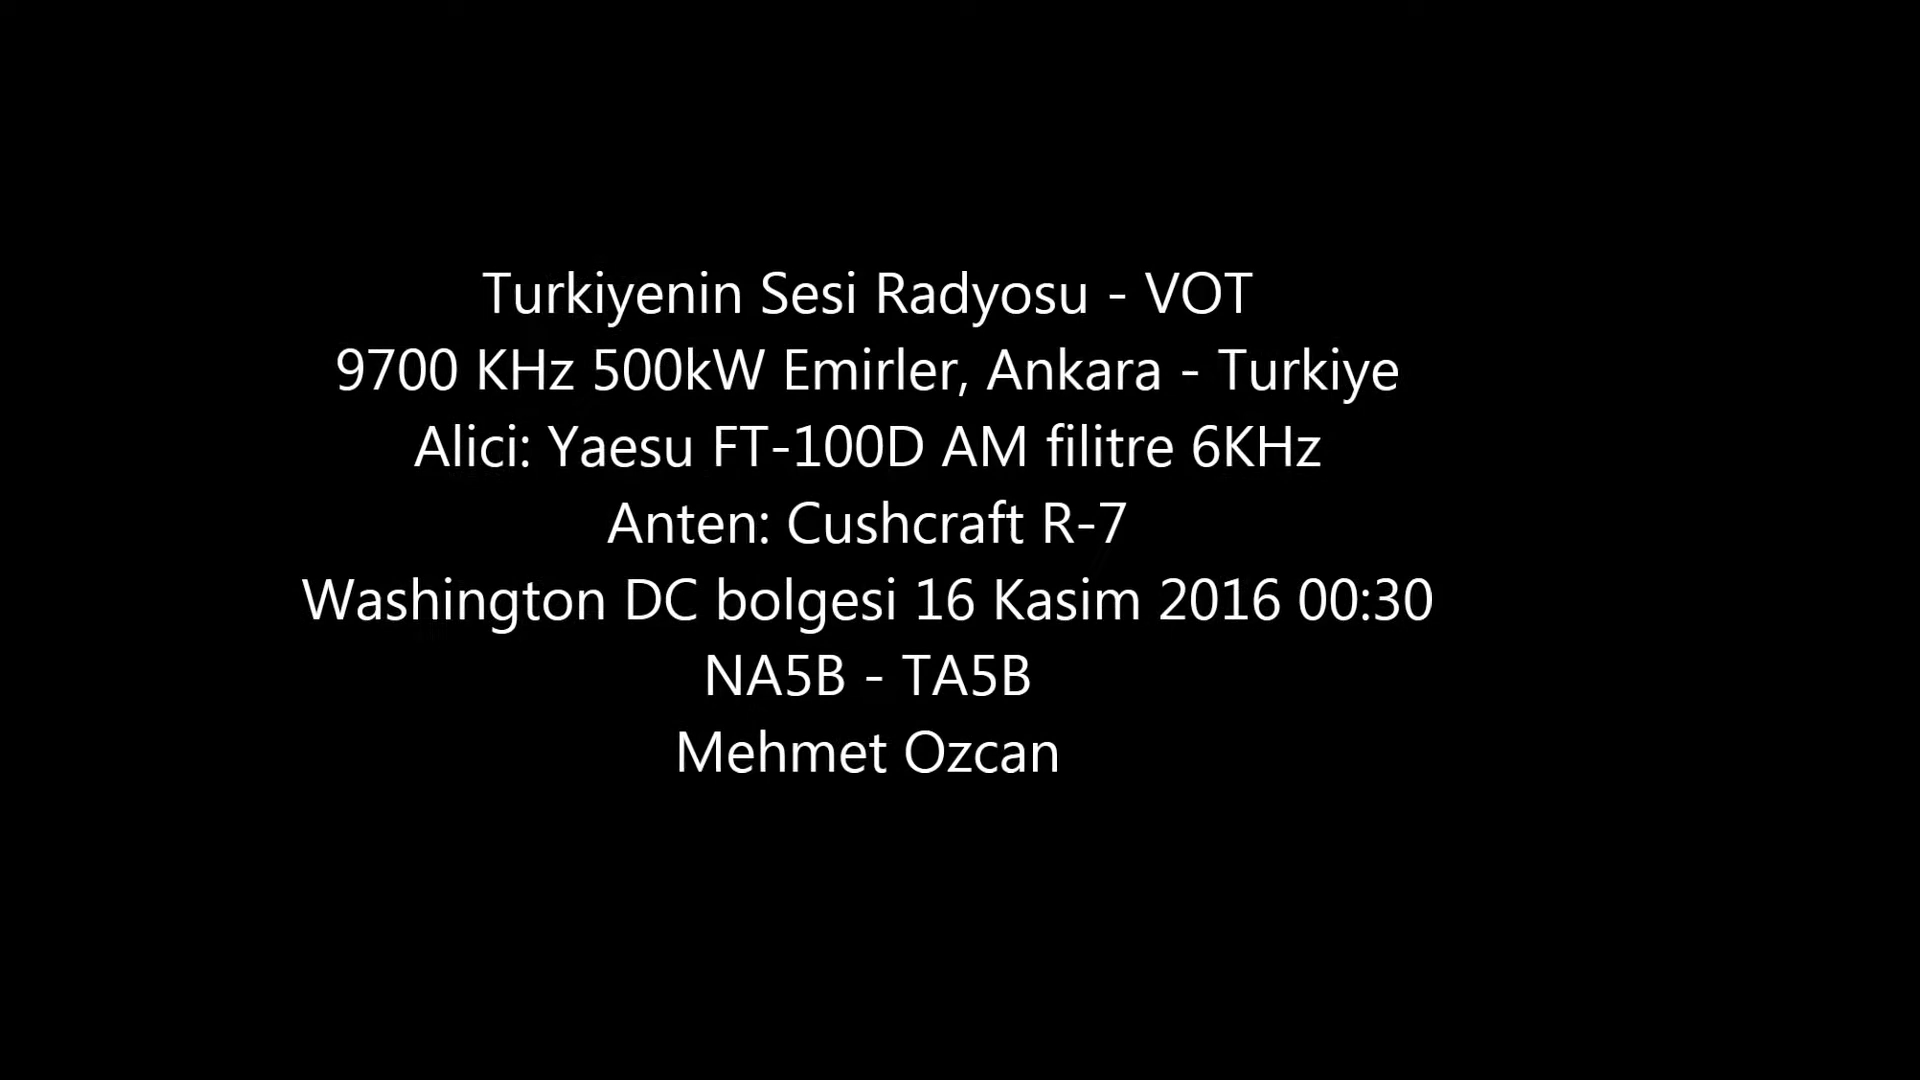 Turkiyenin Sesi Radyosu - VOT
9700 KHz 500kW Emirler, Ankara - Turkiye
Alici: Yaesu FT-100D AM filitre 6KHz
Anten: Cushcraft R-7
Washington DC bolgesi 16 Kasim 2016 00:30
NA5B - TA5B
Mehmet Ozcan